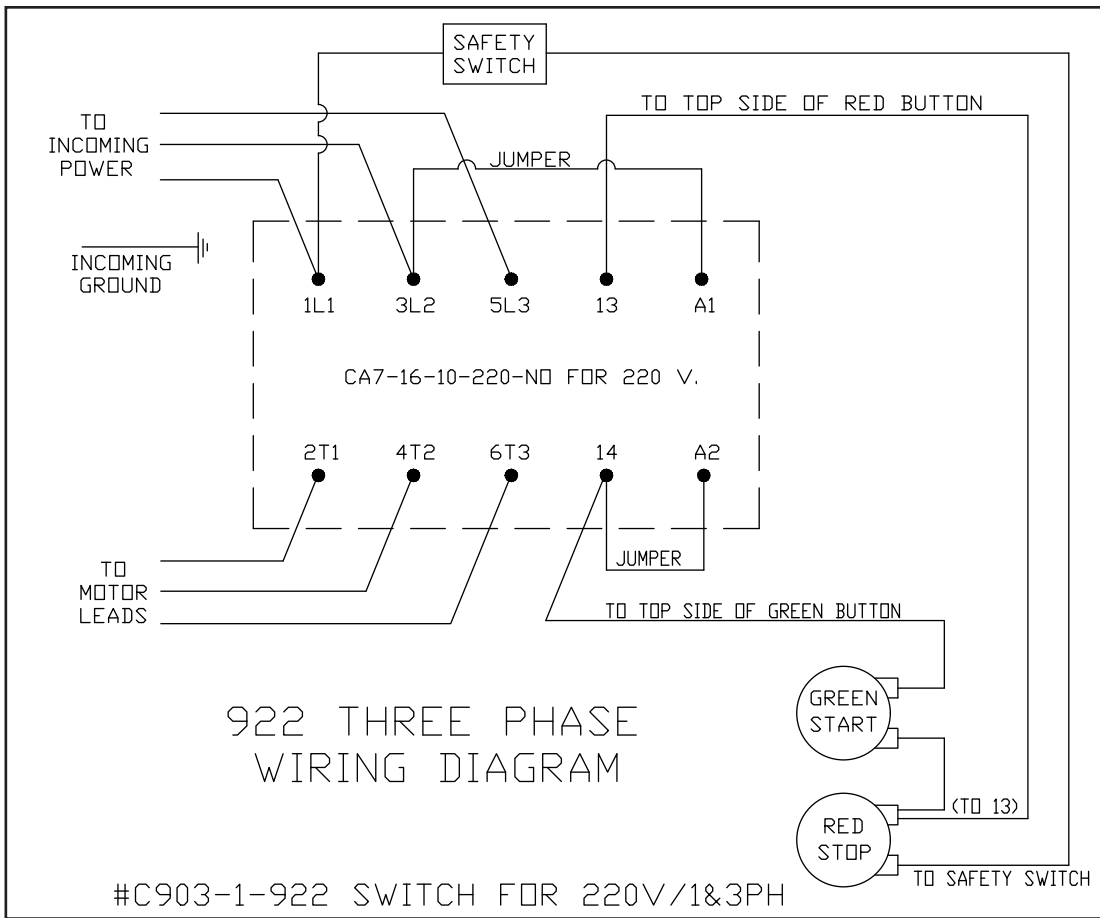 SAFETY
SWITCH
TO TOP SIDE OF RED BUTTON
TO
INCOMING
POWER
JUMPER
INCOMING
GROUND
1L1 3L2 5L3 13 A1
CA7-16-10-220-NO FOR 220 V.
2T1 4T2 6T3 14 A2
JUMPER
TO
MOTOR
LEADS
TO TOP SIDE OF GREEN BUTTON
GREEN
START
922 THREE PHASE
WIRING DIAGRAM
(TO 13)
RED
STOP
TO SAFETY SWITCH
#C903-1-922 SWITCH FOR 220V/1&3PH